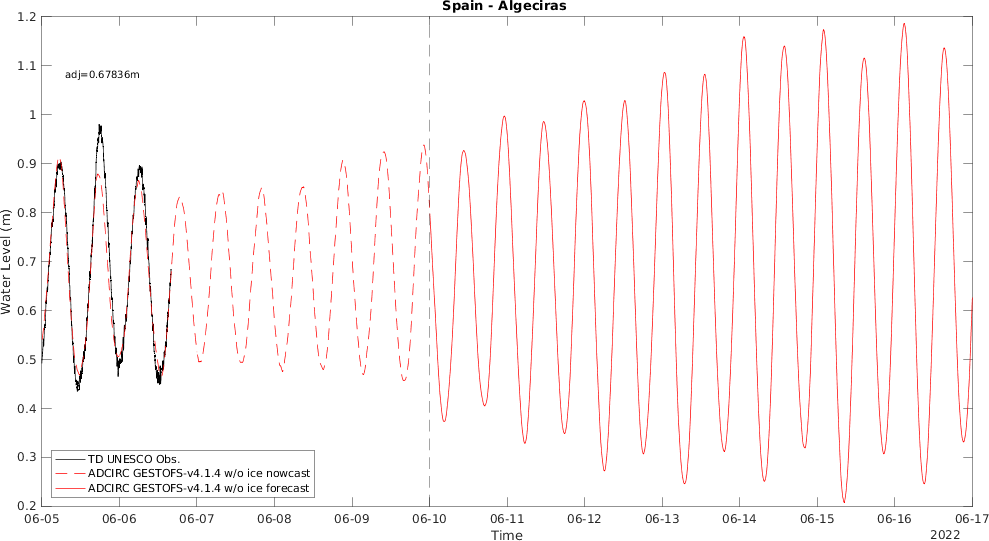 Spain - Algeciras
adj=0.67836m
Water Level (m)
1.2
1.1
1
0.9
0.8
0.7
0.6
0.5
0.4
0.3
0.2
TD UNESCO Obs.
ADCIRC GESTOFS-v4.1.4 w/o ice nowcast
ADCIRC GESTOFS-v4.1.4 w/o ice forecast
06-05 06-06 06-07 06-08 06-09 06-10 06-11 06-12 06-13 06-14 06-15 06-16 06-17
Time
2022